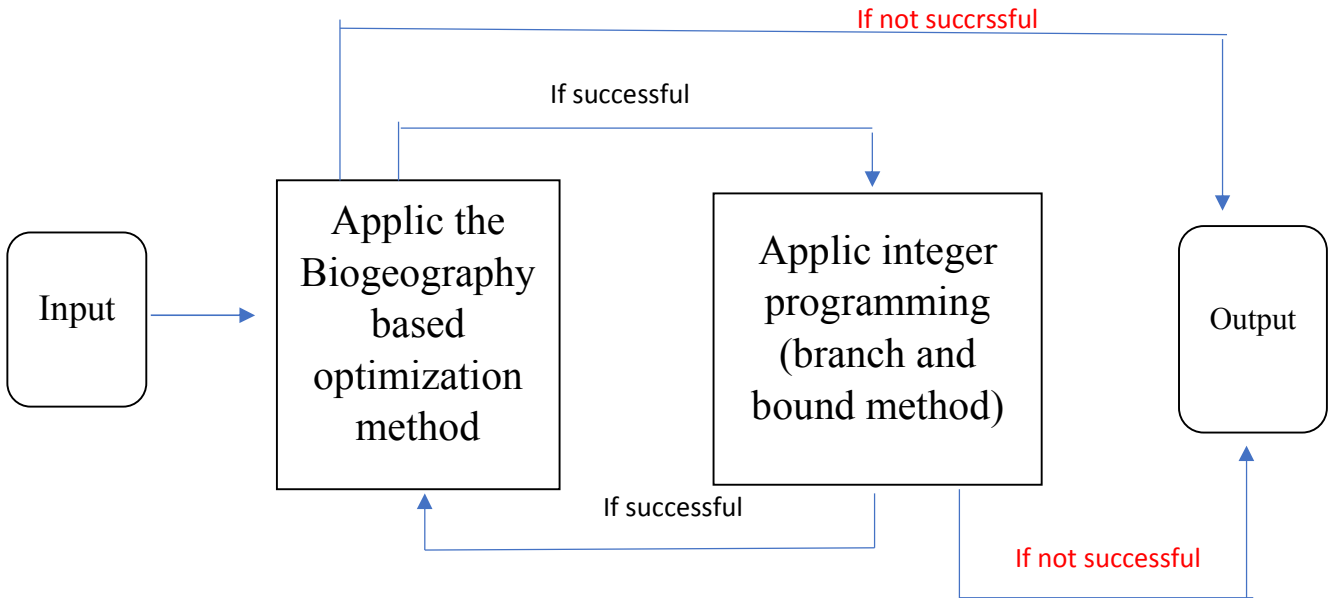 If not succrssful
If successful
Input
Applic the
Biogeography
based
optimization
method
Applic integer
programming
(branch and
bound method)
Output
If successful
If not successful